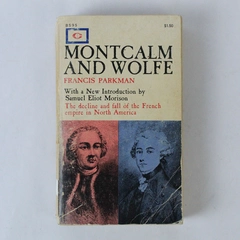 MONTCALM
AND WOLFE
FRANCIS PARKMAN
With a New Introduction by
Samuel Eliot Morison
The decline and fall of the French
empire in North America